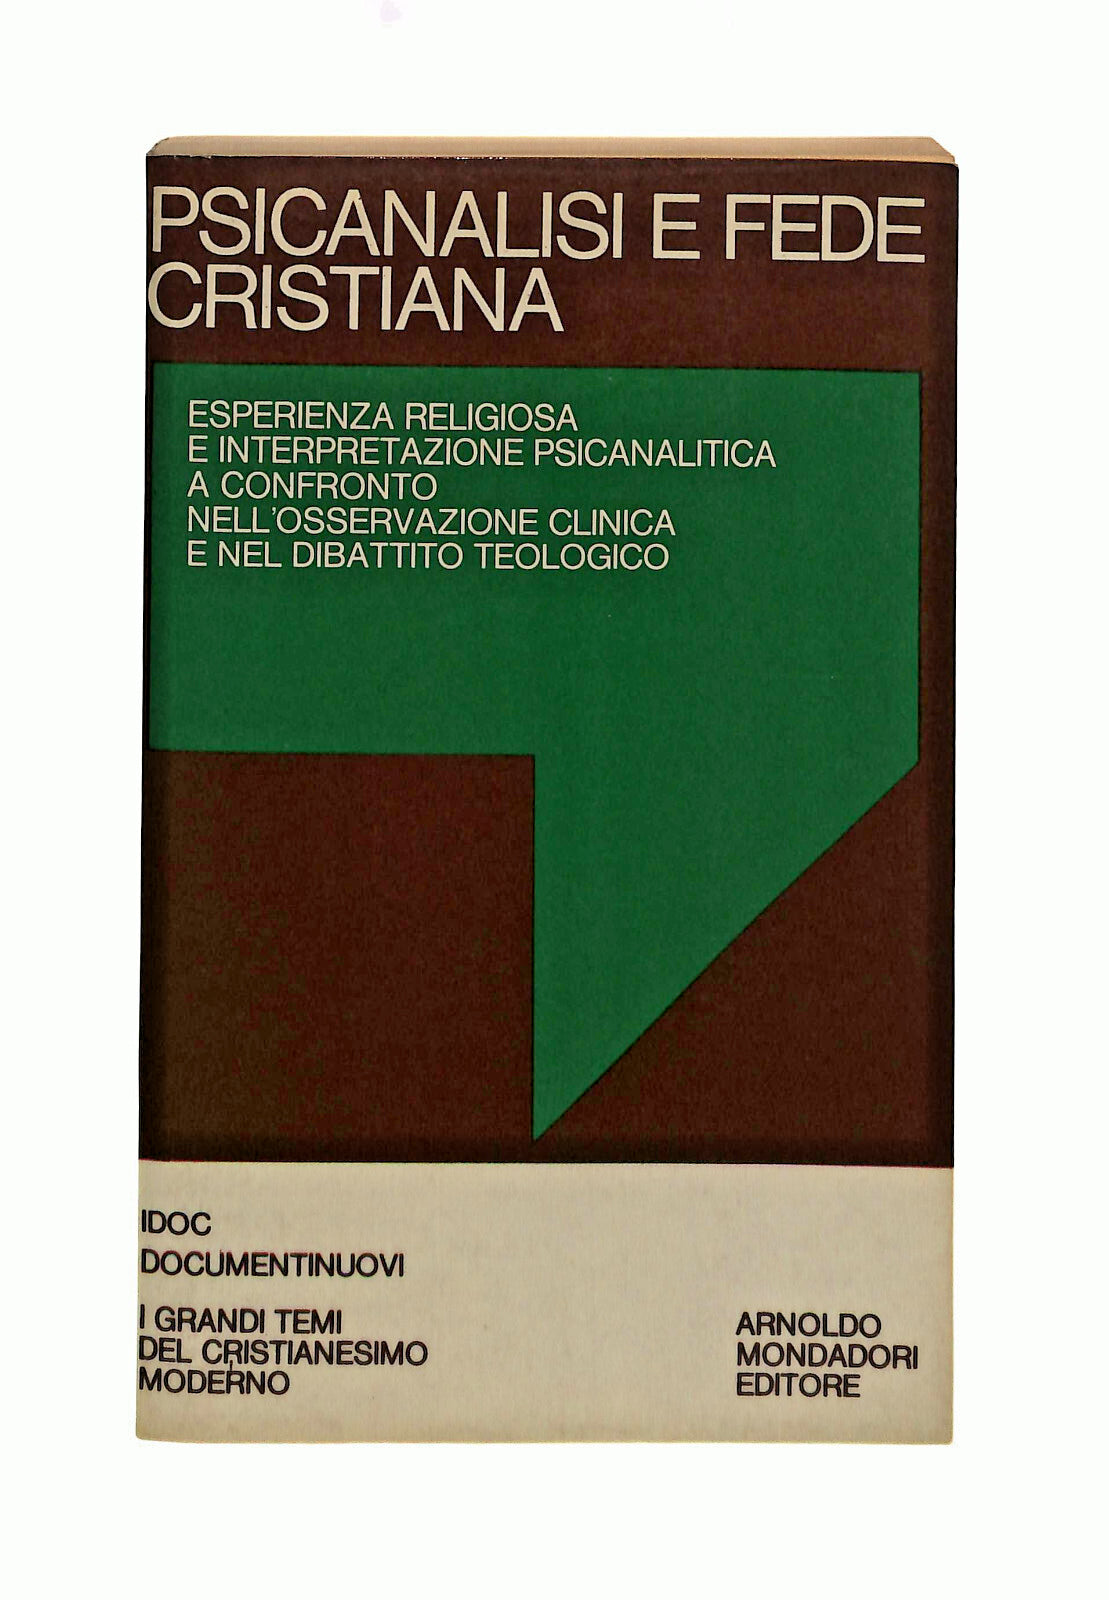 PSICANALISI E FEDE
CRISTIANA
ESPERIENZA RELIGIOSA
E INTERPRETAZIONE PSICANALITICA
A CONFRONTO
NELL'OSSERVAZIONE CLINICA
E NEL DIBATTITO TEOLOGICO
IDOC
DOCUMENTINUOVI
I GRANDI TEMI
DEL CRISTIANESIMO
MODERNO
ARNOLDO
MONDADORI
EDITORE